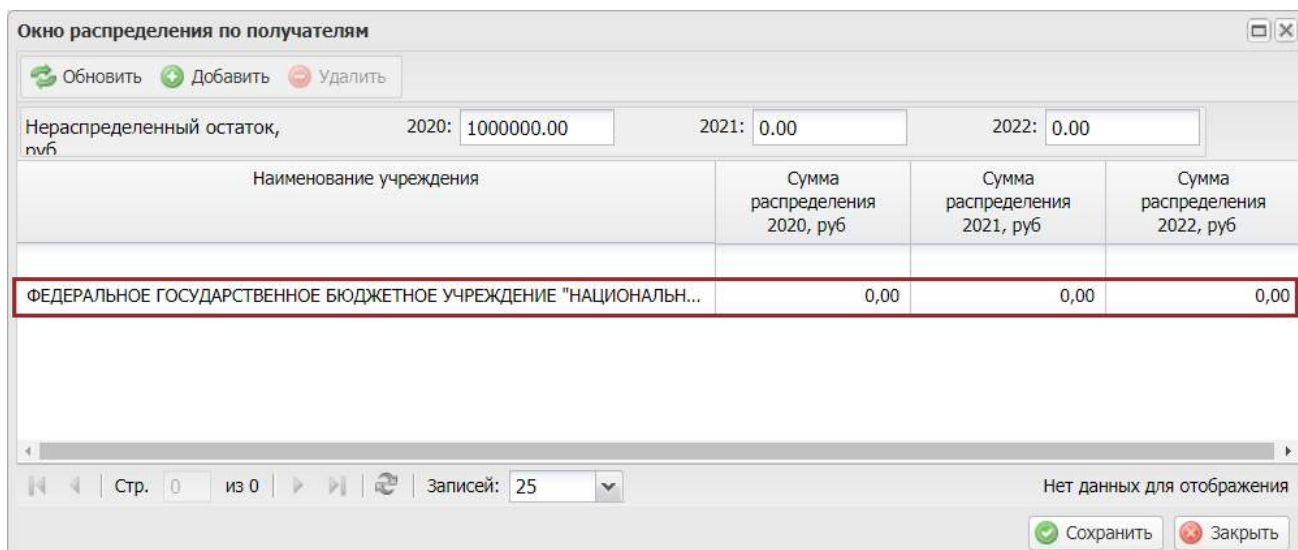 Окно распределения по получателям
Обновить Добавить Удалить
Нераспределенный остаток, 2020: 1000000.00 2021: 0.00 2022: 0.00
руб
Наименование учреждения Сумма Сумма Сумма
распределения распределения распределения
2020, руб 2021, руб 2022, руб
ФЕДЕРАЛЬНОЕ ГОСУДАРСТВЕННОЕ БЮДЖЕТНОЕ УЧРЕЖДЕНИЕ "НАЦИОНАЛЬН... 0,00 0,00 0,00
Стр. 0 из 0 Записей: 25 Нет данных для отображения
Сохранить Закрыть